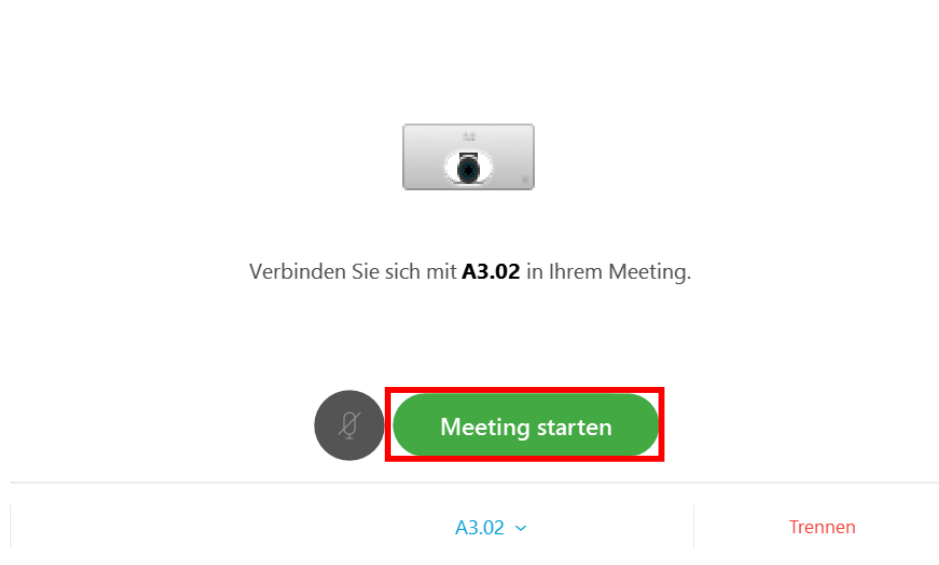 Verbinden Sie sich mit A3.02 in Ihrem Meeting.
Meeting starten
A3.02
Trennen